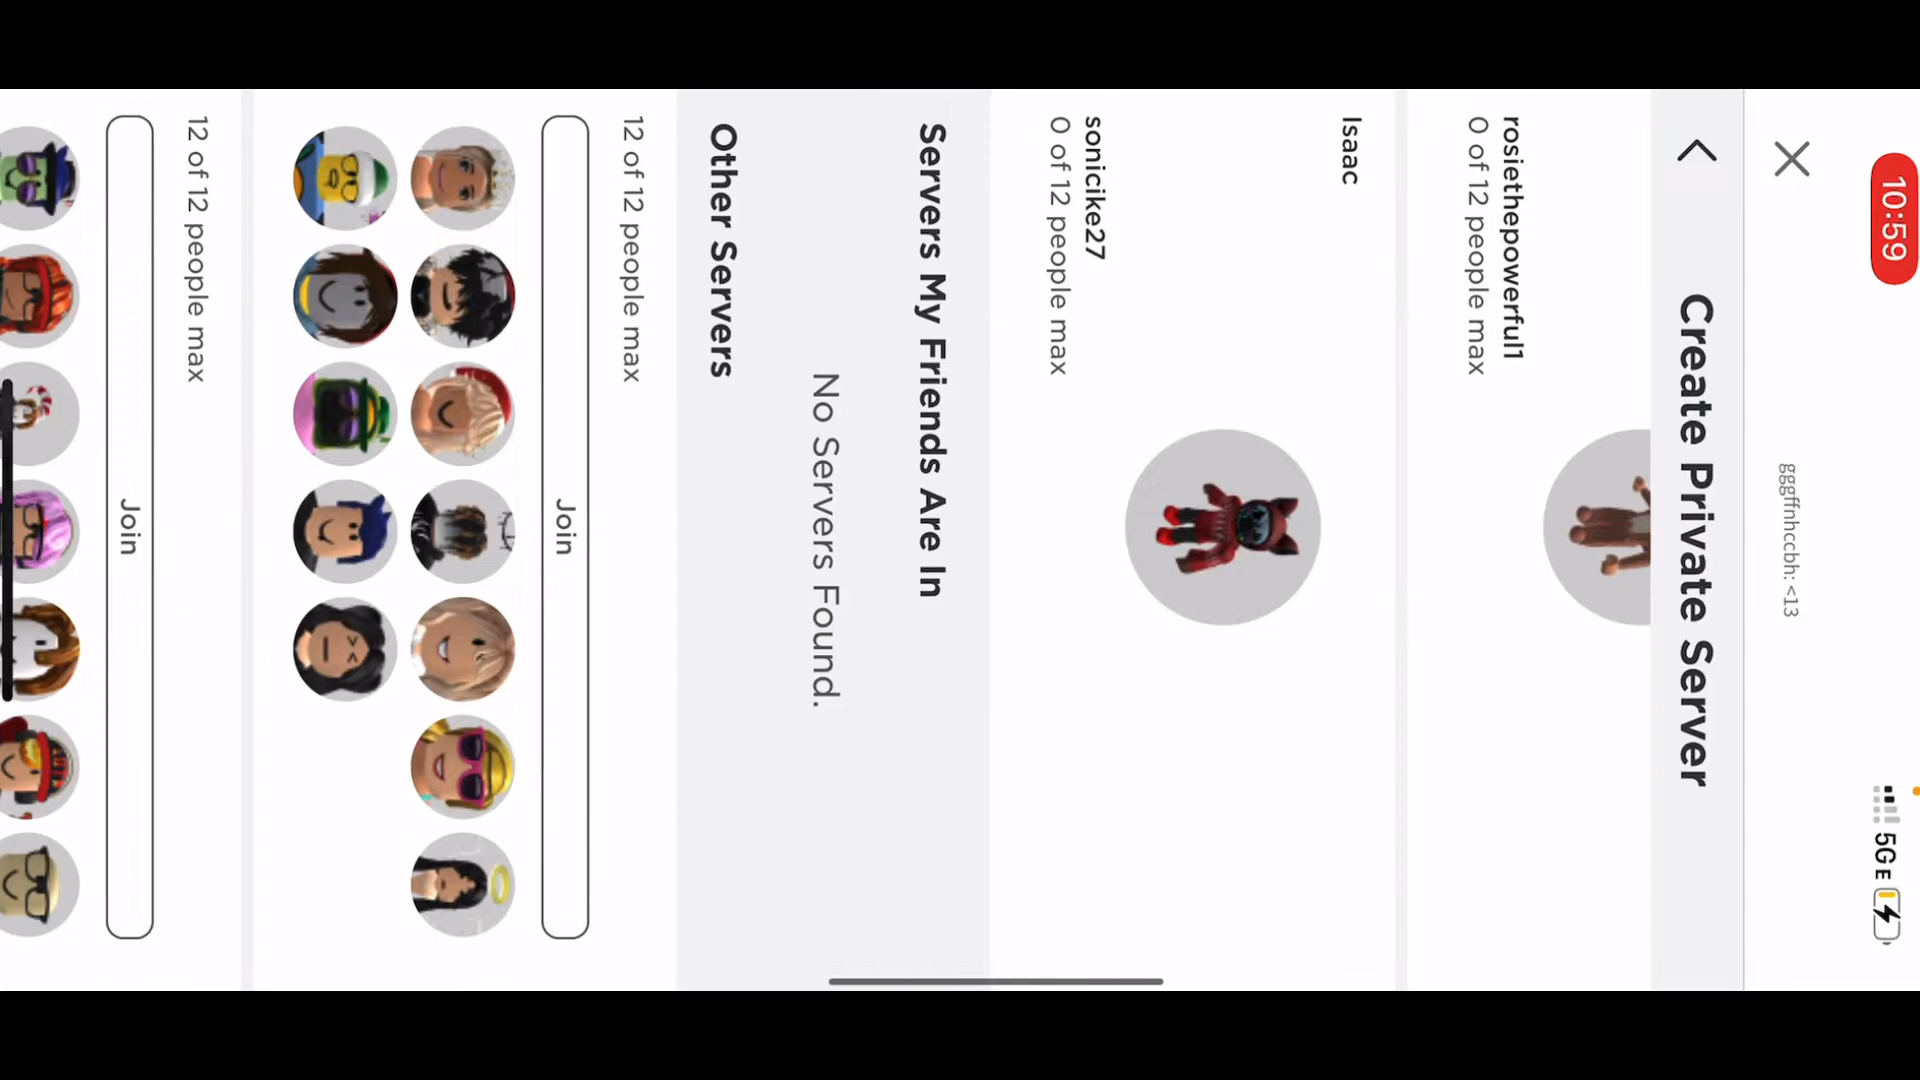 10:59
5G E
gggffnhccbh: <13
Create Private Server
rosiethepowerful1
0 of 12 people max
Isaac
sonicike27
0 of 12 people max
Servers My Friends Are In
No Servers Found.
Other Servers
12 of 12 people max
Join
12 of 12 people max
Join